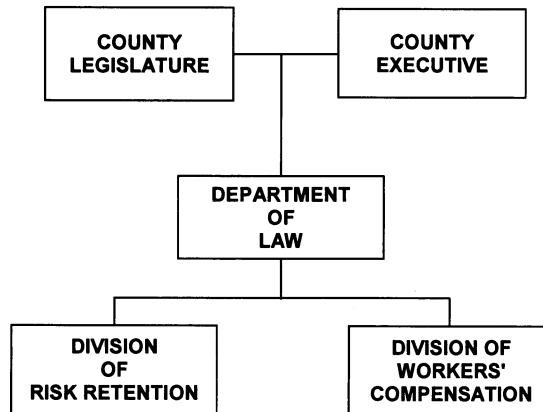 COUNTY
LEGISLATURE
COUNTY
EXECUTIVE
DEPARTMENT
OF
LAW
DIVISION
OF
RISK RETENTION
DIVISION OF
WORKERS'
COMPENSATION